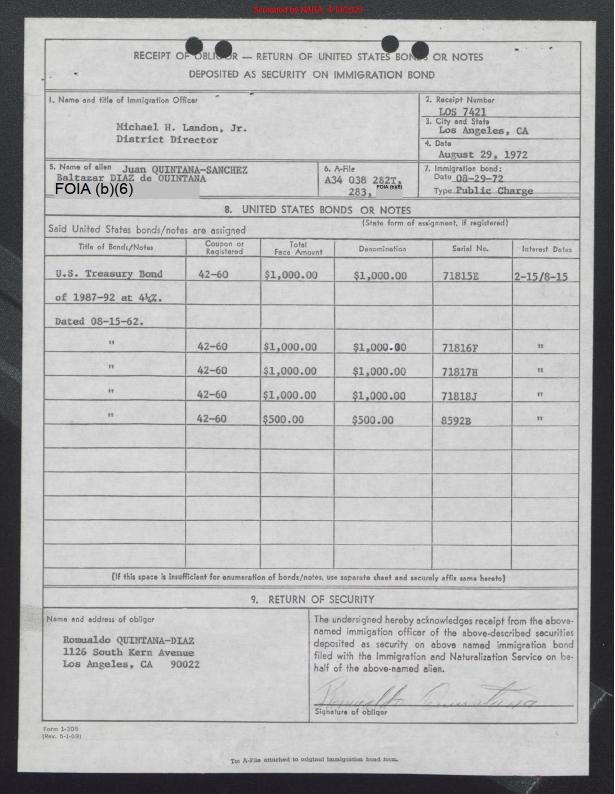 Screened by NARA, 4/18/2023
RECEIPT OF OBLIGOR — RETURN OF UNITED STATES BONDS OR NOTES
DEPOSITED AS SECURITY ON IMMIGRATION BOND
1. Name and title of Immigration Officer
Michael H. Landon, Jr.
District Director
2. Receipt Number
LOS 7421
3. City and State
Los Angeles, CA
4. Date
August 29, 1972
5. Name of alien Juan QUINTANA-SANCHEZ
Baltazar DIAZ de QUINTANA
FOIA (b)(6)
6. A-File
A34 038 282T,
283, FOIA (b)(6)
7. Immigration bond:
Date 08-29-72
Type Public Charge
8. UNITED STATES BONDS OR NOTES
Said United States bonds/notes are assigned (State form of assignment, if registered)
Title of Bonds/Notes Coupon or Registered Total Face Amount Denomination Serial No. Interest Dates
U.S. Treasury Bond 42-60 $1,000.00 $1,000.00 71815E 2-15/8-15
of 1987-92 at 4¼%.
Dated 08-15-62.
" 42-60 $1,000.00 $1,000.00 71816F "
" 42-60 $1,000.00 $1,000.00 71817H "
" 42-60 $1,000.00 $1,000.00 71818J "
" 42-60 $500.00 $500.00 8592B "
(If this space is insufficient for enumeration of bonds/notes, use separate sheet and securely affix same hereto)
9. RETURN OF SECURITY
Name and address of obligor
Romualdo QUINTANA-DIAZ
1126 South Kern Avenue
Los Angeles, CA 90022
The undersigned hereby acknowledges receipt from the above-
named immigation officer of the above-described securities
deposited as security on above named immigration bond
filed with the Immigration and Naturalization Service on be-
half of the above-named alien.
Romualdo Quintana
Signature of obligor
Form I-306
(Rev. 5-1-69)
To: A-File attached to original immigration bond form.